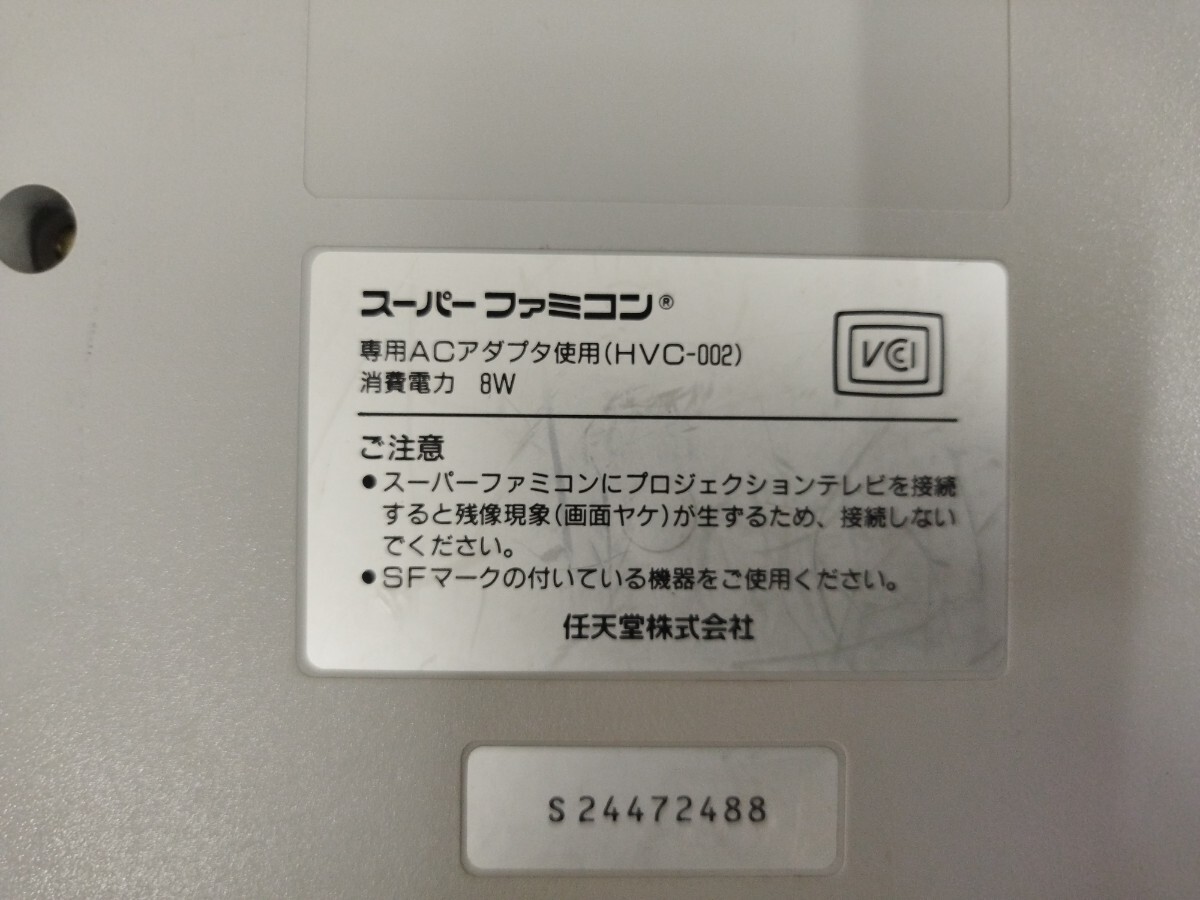 スーパーファミコン®
専用ACアダプタ使用(HVC-002)
消費電力 8W
VCCI
ご注意
●スーパーファミコンにプロジェクションテレビを接続
すると残像現象(画面ヤケ)が生ずるため、接続しない
でください。
●SFマークの付いている機器をご使用ください。
任天堂株式会社
S24472488